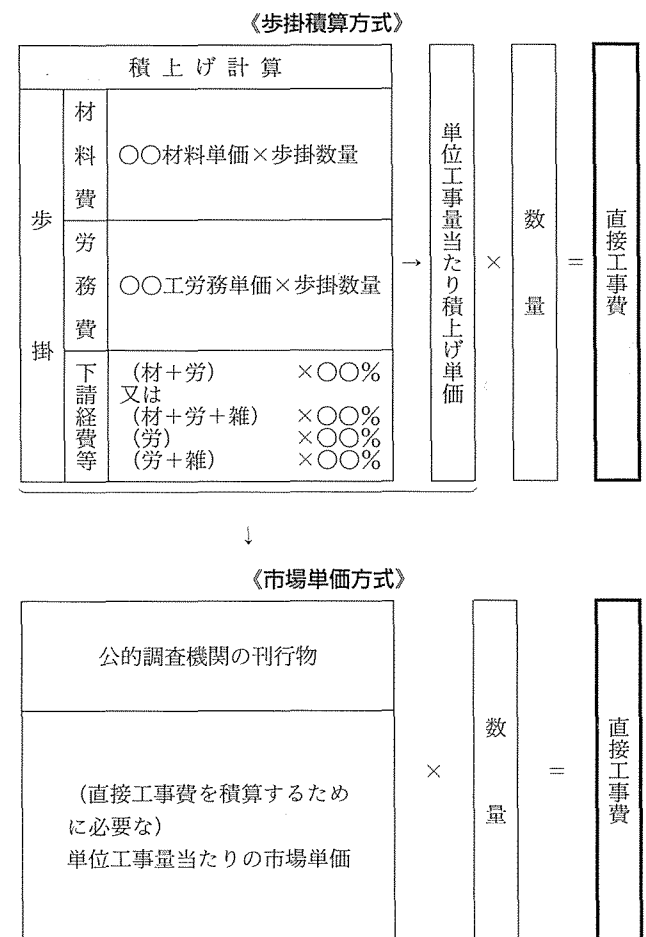 《歩掛積算方式》
積上げ計算
歩掛
材料費
○○材料単価×歩掛数量
労務費
○○工労務単価×歩掛数量
下請経費等
(材+労) ×○○%
又は
(材+労+雑) ×○○%
(労) ×○○%
(労+雑) ×○○%
→
単位工事量当たり積上げ単価
×
数量
=
直接工事費
↓
《市場単価方式》
公的調査機関の刊行物
(直接工事費を積算するため
に必要な)
単位工事量当たりの市場単価
×
数量
=
直接工事費